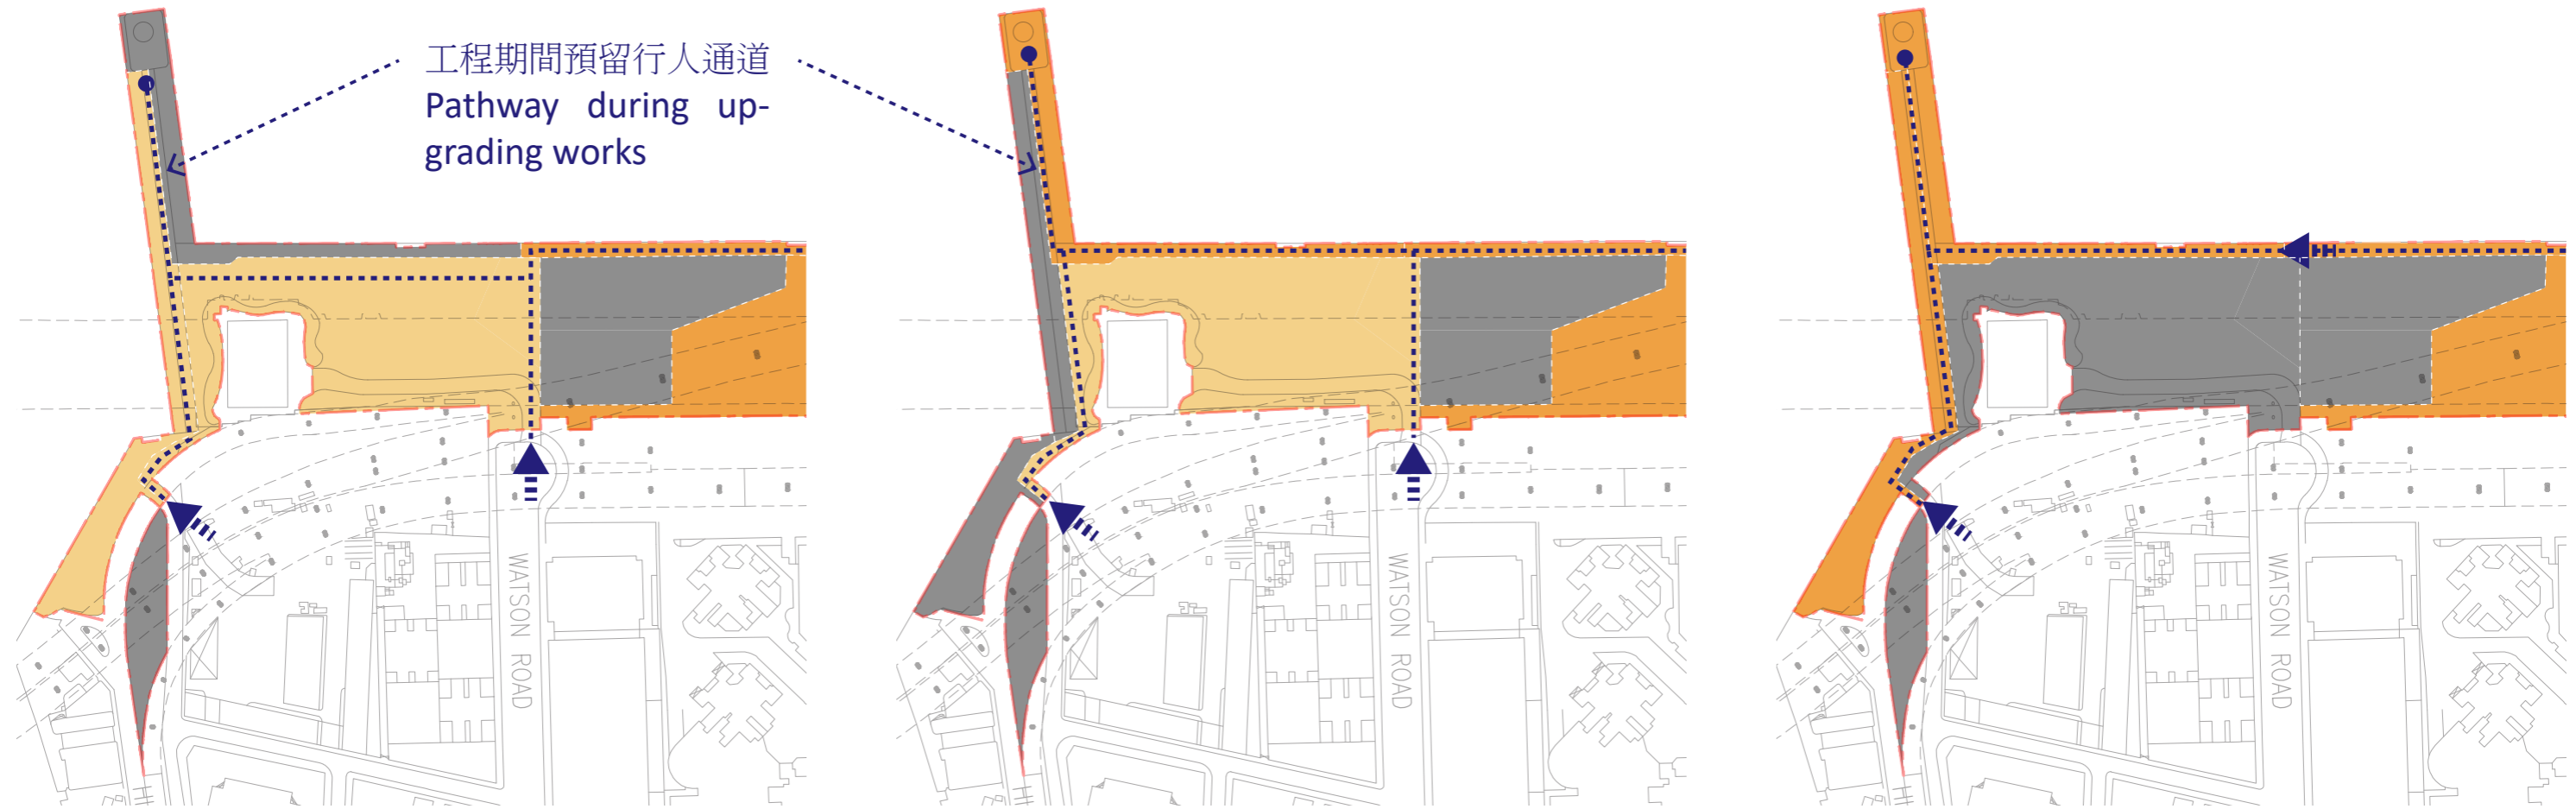 工程期間預留行人通道
Pathway during up-
grading works
WATSON ROAD
WATSON ROAD
WATSON ROAD